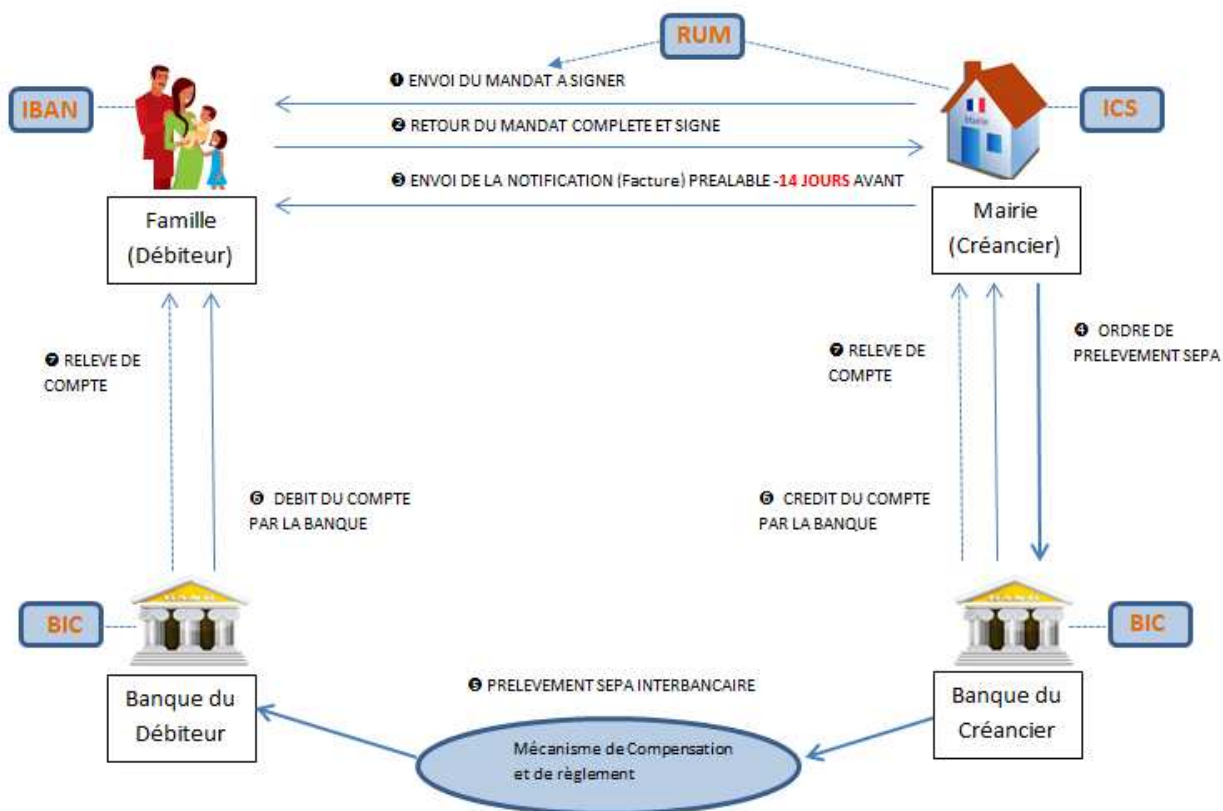 RUM
❶ ENVOI DU MANDAT A SIGNER
IBAN
ICS
Mairie
❷ RETOUR DU MANDAT COMPLETE ET SIGNE
❸ ENVOI DE LA NOTIFICATION (Facture) PREALABLE -14 JOURS AVANT
Famille
(Débiteur)
Mairie
(Créancier)
❼ RELEVE DE
COMPTE
❼ RELEVE DE
COMPTE
❹ ORDRE DE
PRELEVEMENT SEPA
❻ DEBIT DU COMPTE
PAR LA BANQUE
❻ CREDIT DU COMPTE
PAR LA BANQUE
BIC
BIC
Banque du
Débiteur
❺ PRELEVEMENT SEPA INTERBANCAIRE
Banque du
Créancier
Mécanisme de Compensation
et de règlement